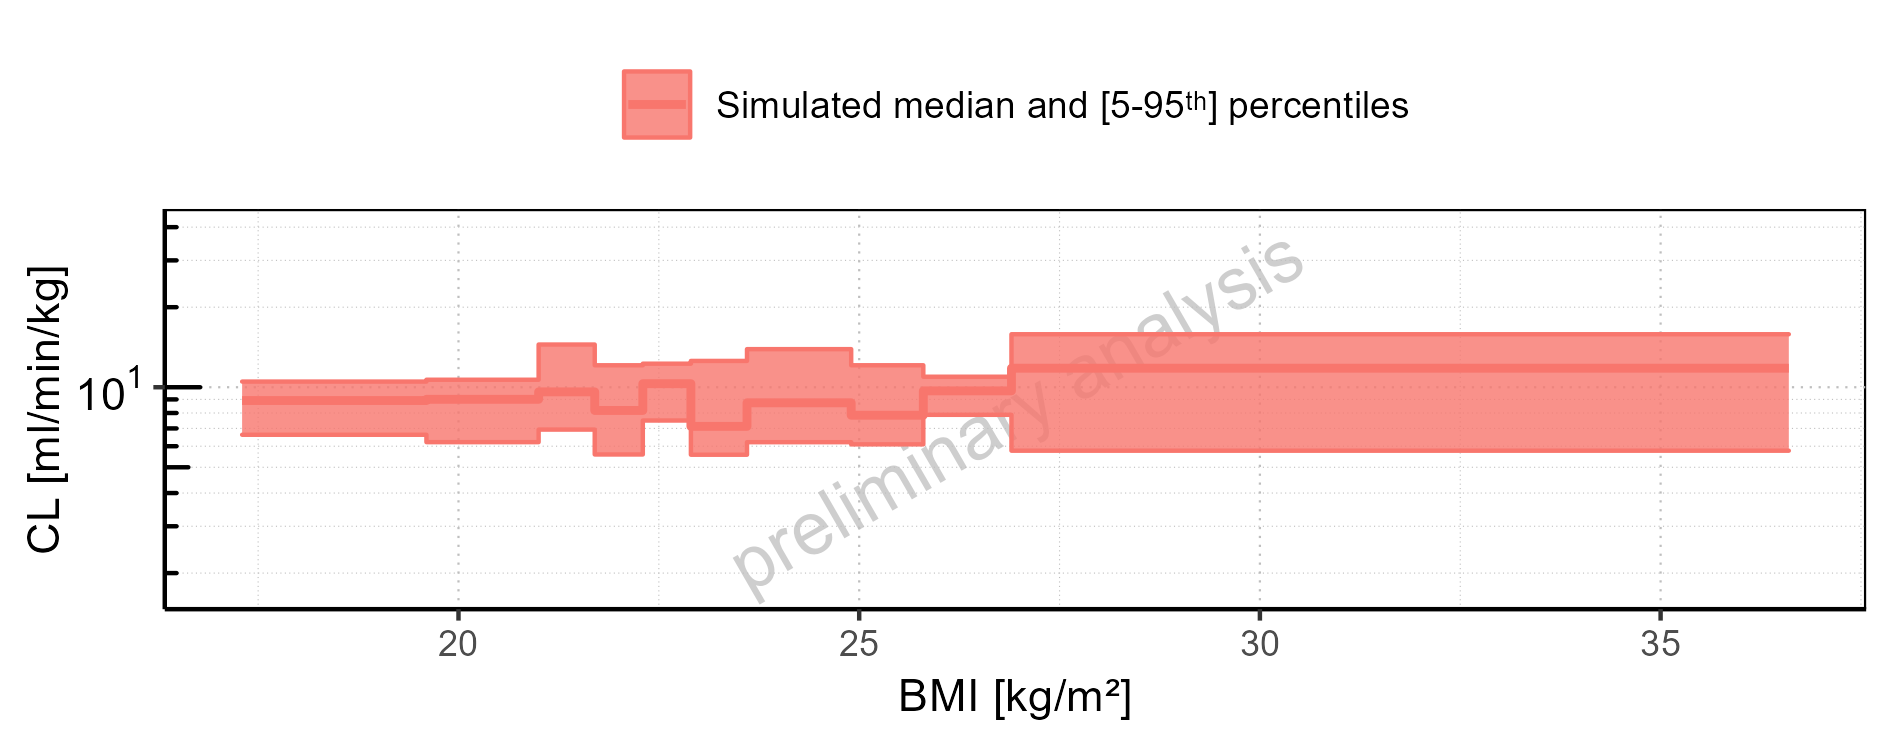 Simulated median and [5-95ᵗʰ] percentiles
CL [ml/min/kg]
10¹
preliminary analysis
20 25 30 35
BMI [kg/m²]